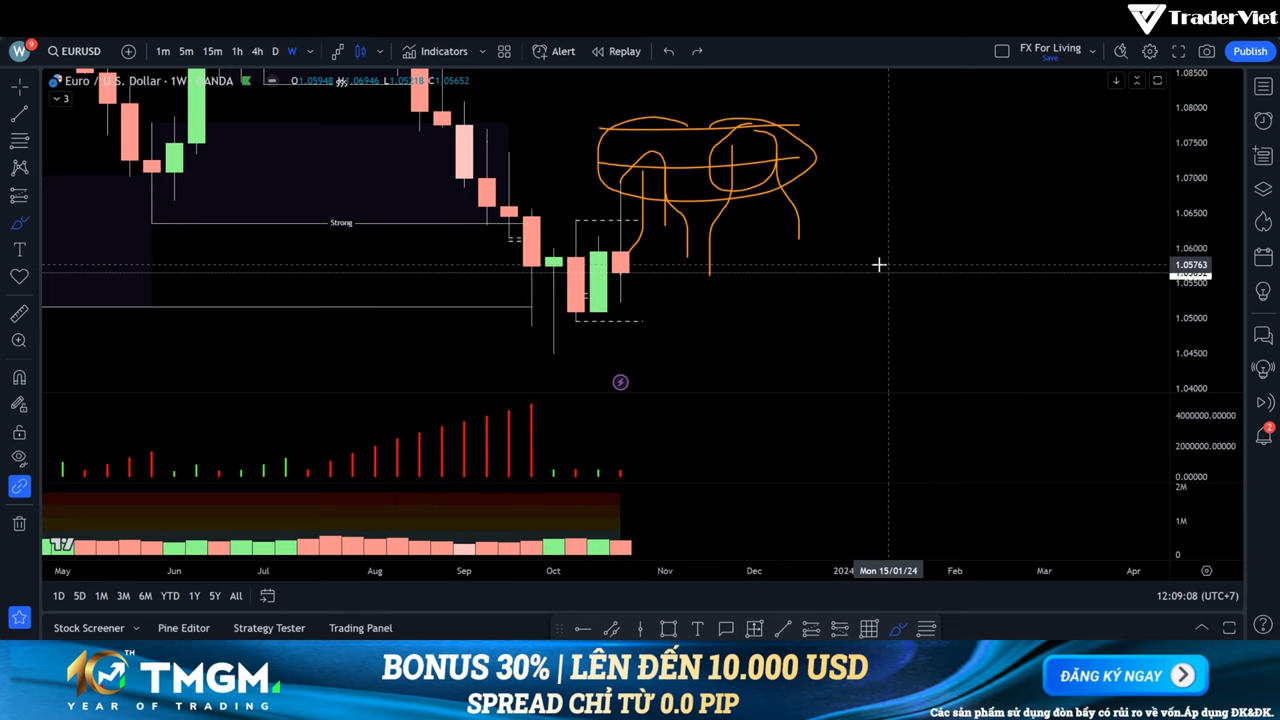 TraderViet
W 9 EURUSD 1m 5m 15m 1h 4h D W Indicators Alert Replay FX For Living Save Publish
Euro / U.S. Dollar · 1W OANDA O1.05948 H1.06946 L1.05218 C1.05652
3
1.08500
1.08000
1.07500
1.07000
Strong
1.06500
1.06000
1.05763
1.05500
1.05000
1.04500
1.04000
4000000.00000
2
2000000.00000
0.00000
2M
1M
0
May Jun Jul Aug Sep Oct Nov Dec 2024 Mon 15/01/24 Feb Mar Apr
1D 5D 1M 3M 6M YTD 1Y 5Y All 12:09:08 (UTC+7)
Stock Screener Pine Editor Strategy Tester Trading Panel
10TH TMGM
YEAR OF TRADING
BONUS 30% | LÊN ĐẾN 10.000 USD
SPREAD CHỈ TỪ 0.0 PIP
ĐĂNG KÝ NGAY
Các sản phẩm sử dụng đòn bẩy có rủi ro về vốn.Áp dụng ĐK&ĐK.